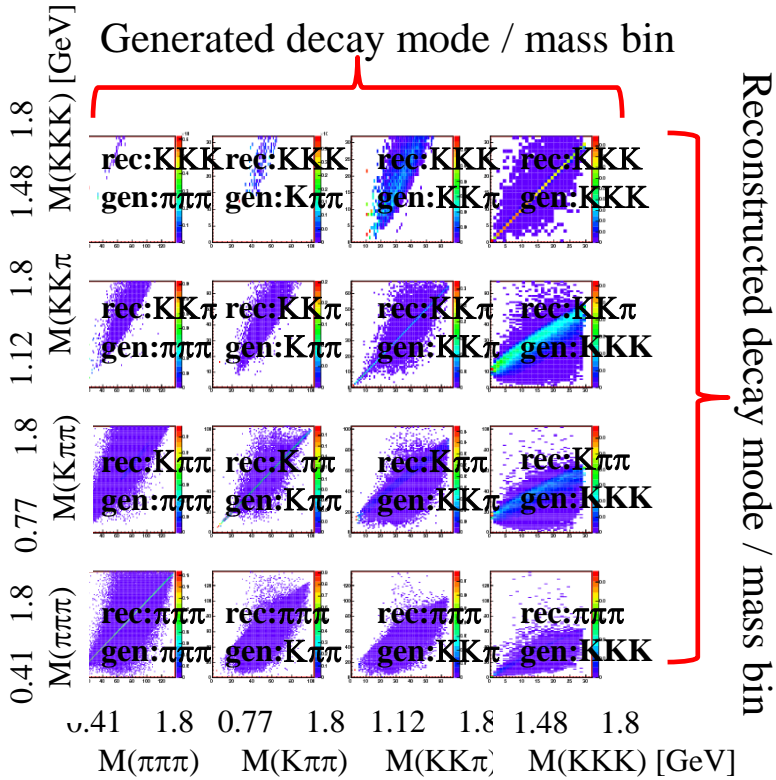 Generated decay mode / mass bin
M(KKK) [GeV]
1.48 1.8
rec:KKK
gen:πππ
rec:KKK
gen:Kππ
rec:KKK
gen:KKπ
rec:KKK
gen:KKK
M(KKπ
1.12 1.8
rec:KKπ
gen:πππ
rec:KKπ
gen:Kππ
rec:KKπ
gen:KKπ
rec:KKπ
gen:KKK
M(Kππ)
0.77 1.8
rec:Kππ
gen:πππ
rec:Kππ
gen:Kππ
rec:Kππ
gen:KKπ
rec:Kππ
gen:KKK
M(πππ)
0.41 1.8
rec:πππ
gen:πππ
rec:πππ
gen:Kππ
rec:πππ
gen:KKπ
rec:πππ
gen:KKK
0.41 1.8 0.77 1.8 1.12 1.8 1.48 1.8
M(πππ) M(Kππ) M(KKπ) M(KKK) [GeV]
Reconstructed decay mode / mass bin